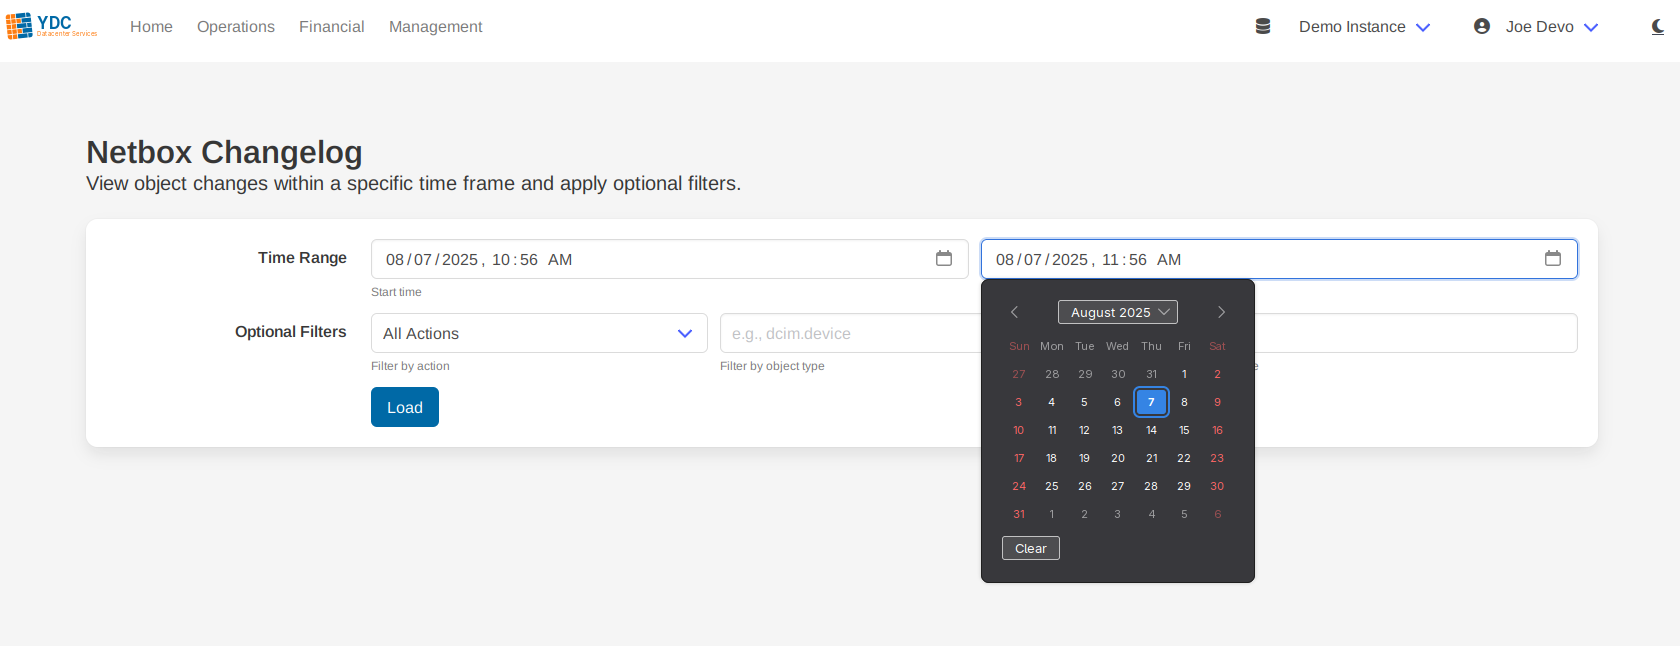 YDC
Datacenter Services
Home Operations Financial Management Demo Instance Joe Devo
Netbox Changelog
View object changes within a specific time frame and apply optional filters.
Time Range 08/07/2025, 10:56 AM 08/07/2025, 11:56 AM
Start time
Optional Filters All Actions e.g., dcim.device
Filter by action Filter by object type
Load
August 2025
Sun Mon Tue Wed Thu Fri Sat
27 28 29 30 31 1 2
3 4 5 6 7 8 9
10 11 12 13 14 15 16
17 18 19 20 21 22 23
24 25 26 27 28 29 30
31 1 2 3 4 5 6
Clear